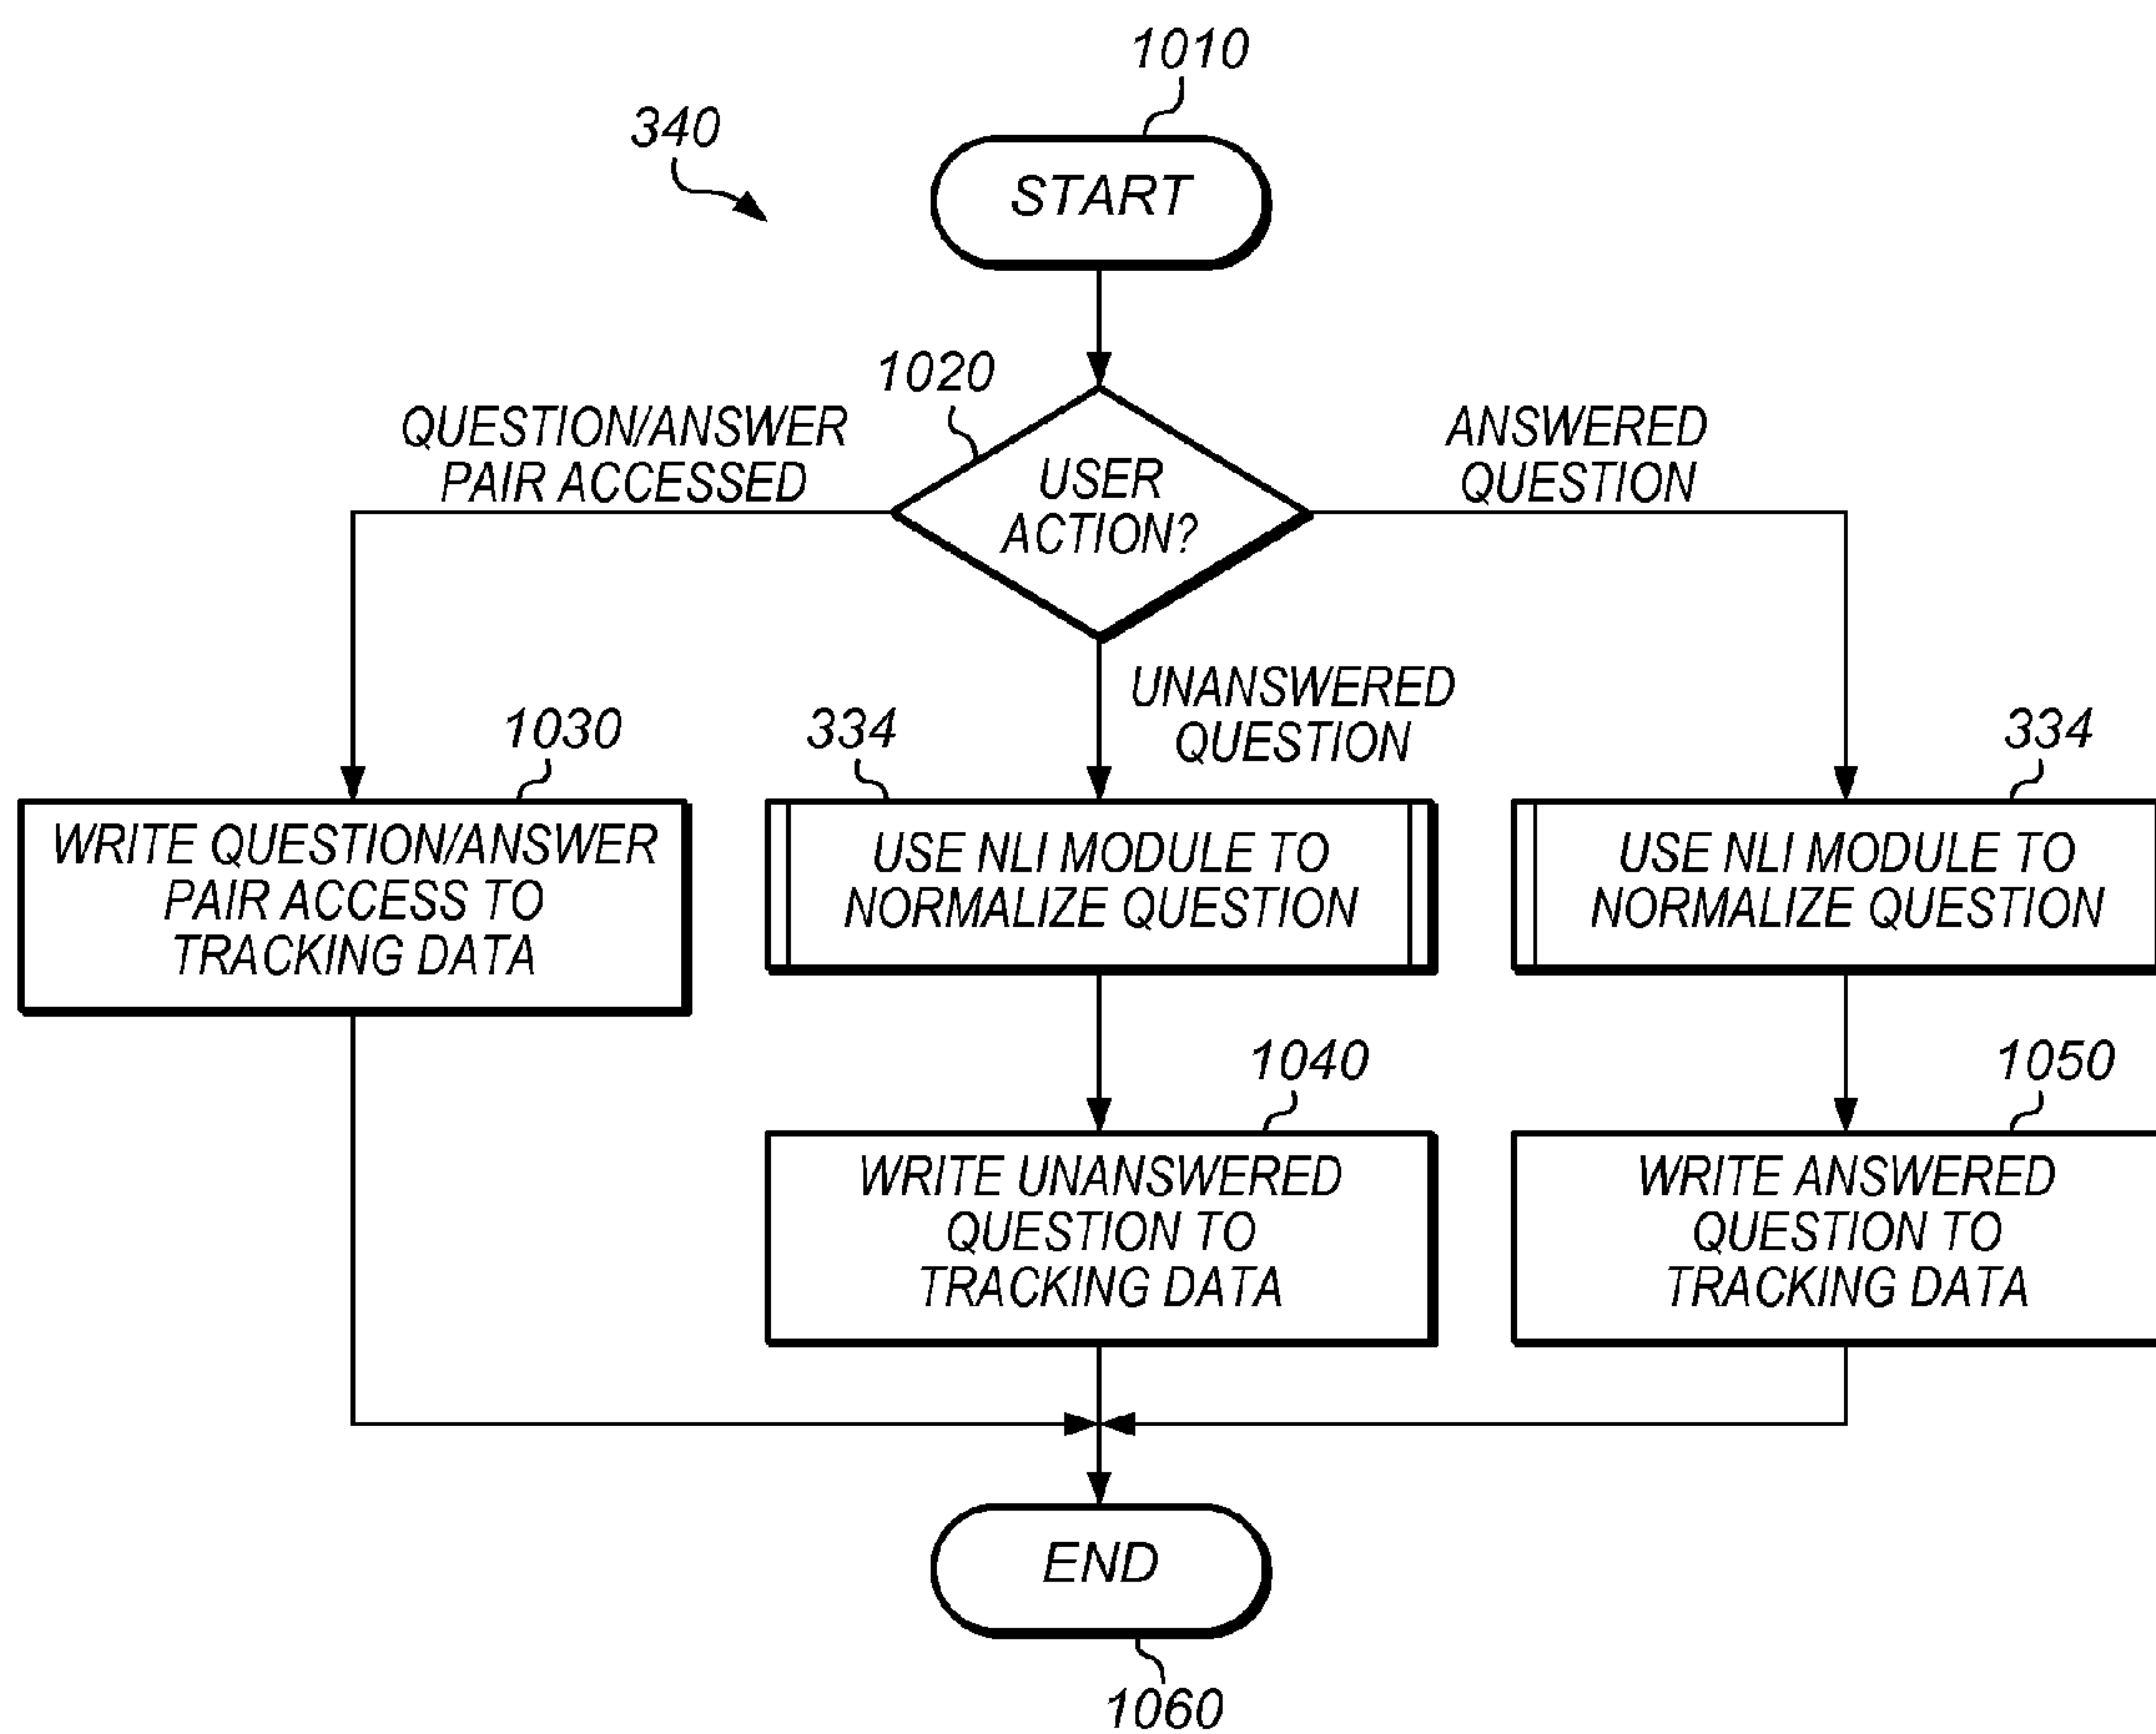 1010
340
START
1020
QUESTION/ANSWER
PAIR ACCESSED
USER
ACTION?
ANSWERED
QUESTION
UNANSWERED
QUESTION
1030
334
334
WRITE QUESTION/ANSWER
PAIR ACCESS TO
TRACKING DATA
USE NLI MODULE TO
NORMALIZE QUESTION
USE NLI MODULE TO
NORMALIZE QUESTION
1040
1050
WRITE UNANSWERED
QUESTION TO
TRACKING DATA
WRITE ANSWERED
QUESTION TO
TRACKING DATA
END
1060